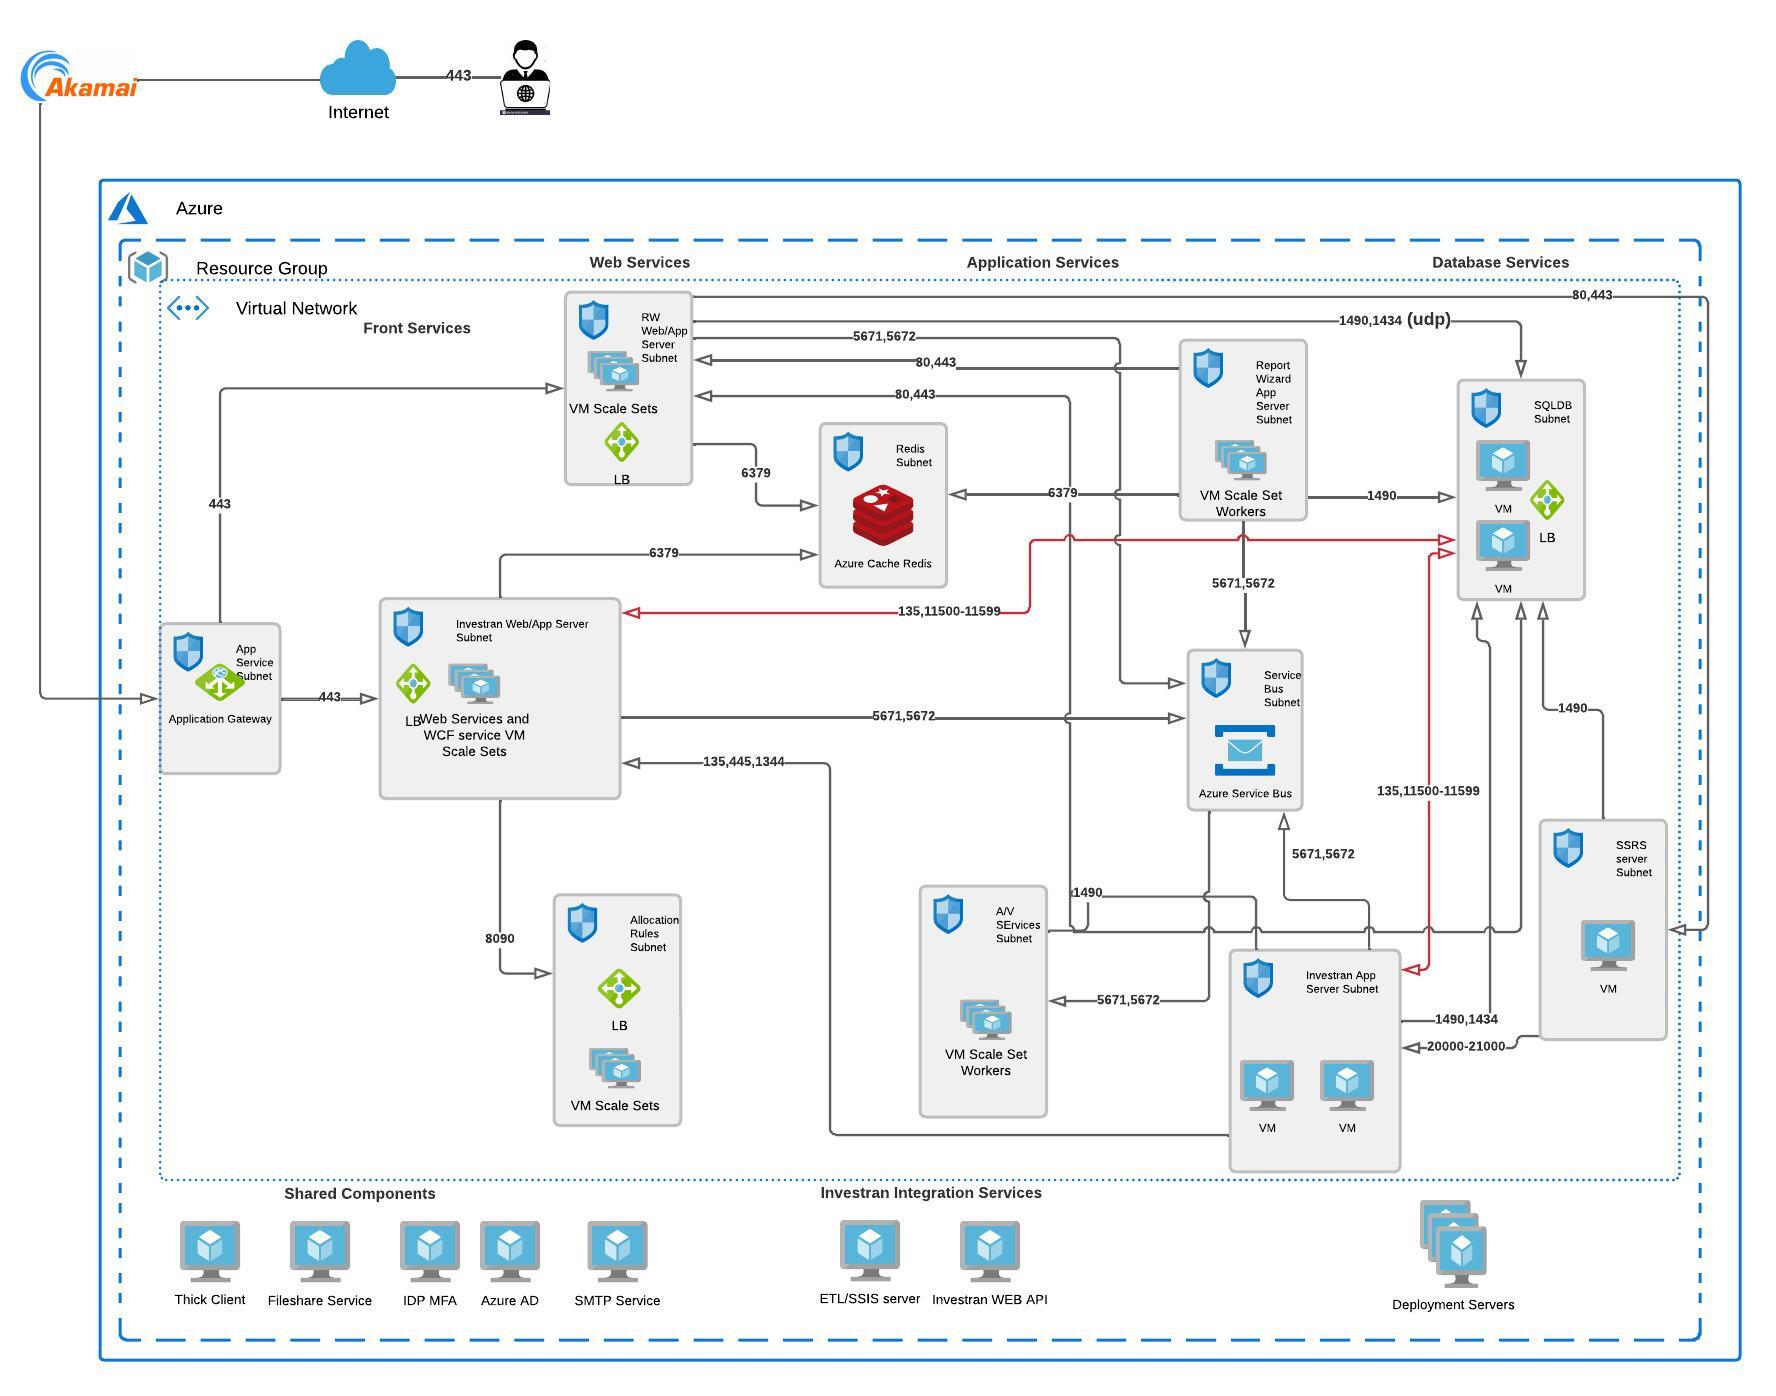 Akamai
Internet
443
Azure
Resource Group
Virtual Network
Front Services
Web Services
Application Services
Database Services
RW
Web/App
Server
Subnet
VM Scale Sets
LB
80,443
1490,1434 (udp)
5671,5672
80,443
80,443
6379
Redis
Subnet
Azure Cache Redis
6379
Report
Wizard
App
Server
Subnet
VM Scale Set
Workers
1490
SQLDB
Subnet
VM
LB
VM
443
6379
135,11500-11599
5671,5672
App
Service
Subnet
Application Gateway
443
Investran Web/App Server
Subnet
LB
Web Services and
WCF service VM
Scale Sets
5671,5672
135,445,1344
Service
Bus
Subnet
Azure Service Bus
1490
135,11500-11599
5671,5672
SSRS
server
Subnet
VM
8090
Allocation
Rules
Subnet
LB
VM Scale Sets
A/V
SErvices
Subnet
VM Scale Set
Workers
1490
5671,5672
Investran App
Server Subnet
VM
VM
1490,1434
20000-21000
Shared Components
Thick Client
Fileshare Service
IDP MFA
Azure AD
SMTP Service
Investran Integration Services
ETL/SSIS server
Investran WEB API
Deployment Servers